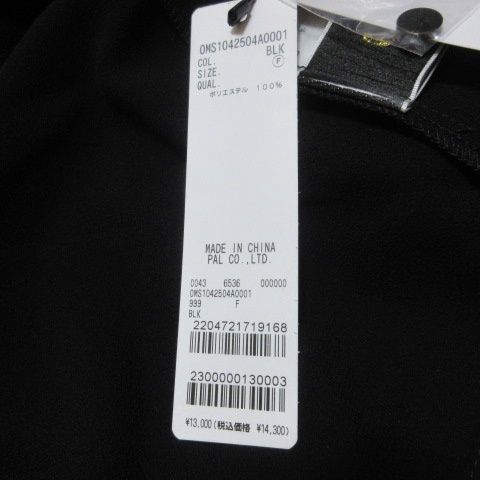 OMS1042504A0001
COL. BLK
SIZE. F
QUAL.
ポリエステル 100%
MADE IN CHINA
PAL CO.,LTD.
0043 6536 000000
OMS1042504A0001
999 F
BLK
2204721719168
2300000130003
¥13,000(税込価格 ¥14,300)